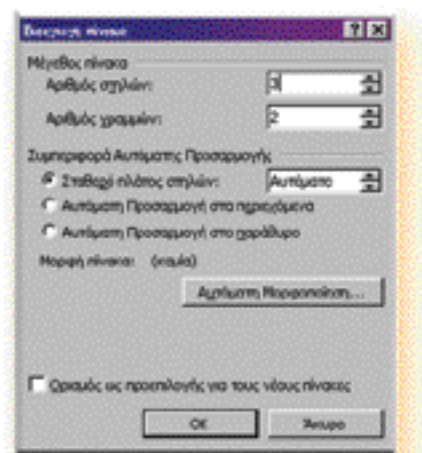 Εισαγωγή πίνακα
Μέγεθος πίνακα
Αριθμός στηλών: 3
Αριθμός γραμμών: 2
Συμπεριφορά Αυτόματης Προσαρμογής
Σταθερό πλάτος στηλών: Αυτόματο
Αυτόματη Προσαρμογή στα περιεχόμενα
Αυτόματη Προσαρμογή στο παράθυρο
Μορφή πίνακα: (καμία)
Αυτόματη Μορφοποίηση...
Ορισμός ως προεπιλογής για τους νέους πίνακες
OK Άκυρο